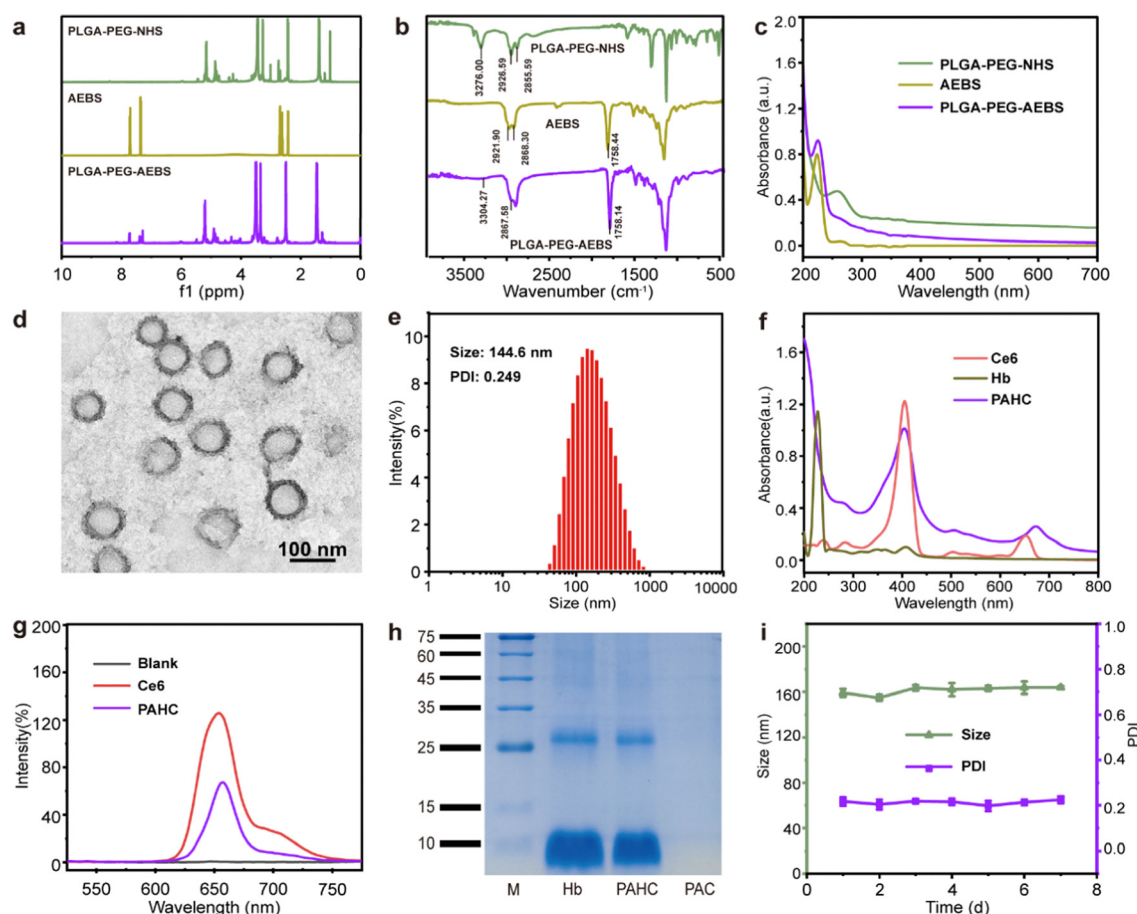 a
PLGA-PEG-NHS
AEBS
PLGA-PEG-AEBS
10 8 6 4 2 0
f1 (ppm)
b
PLGA-PEG-NHS
3276.00
2926.59
2855.59
AEBS
2921.90
2868.30
1758.44
3304.27
2867.58
1758.14
PLGA-PEG-AEBS
3500 2500 1500 500
Wavenumber (cm⁻¹)
c
Absorbance (a.u.)
2.0
1.6
1.2
0.8
0.4
0.0
PLGA-PEG-NHS
AEBS
PLGA-PEG-AEBS
200 300 400 500 600 700
Wavelength (nm)
d
100 nm
e
Intensity(%)
10
8
6
4
2
0
Size: 144.6 nm
PDI: 0.249
1 10 100 1000 10000
Size (nm)
f
Absorbance(a.u.)
1.6
1.2
0.8
0.4
0.0
Ce6
Hb
PAHC
200 300 400 500 600 700 800
Wavelength (nm)
g
Intensity(%)
200
160
120
80
40
0
Blank
Ce6
PAHC
550 600 650 700 750
Wavelength (nm)
h
75
60
45
35
25
15
10
M Hb PAHC PAC
i
Size (nm)
200
160
120
80
40
0
Size
PDI
1.0
0.8
0.6
0.4
0.2
0.0
PDI
0 2 4 6 8
Time (d)